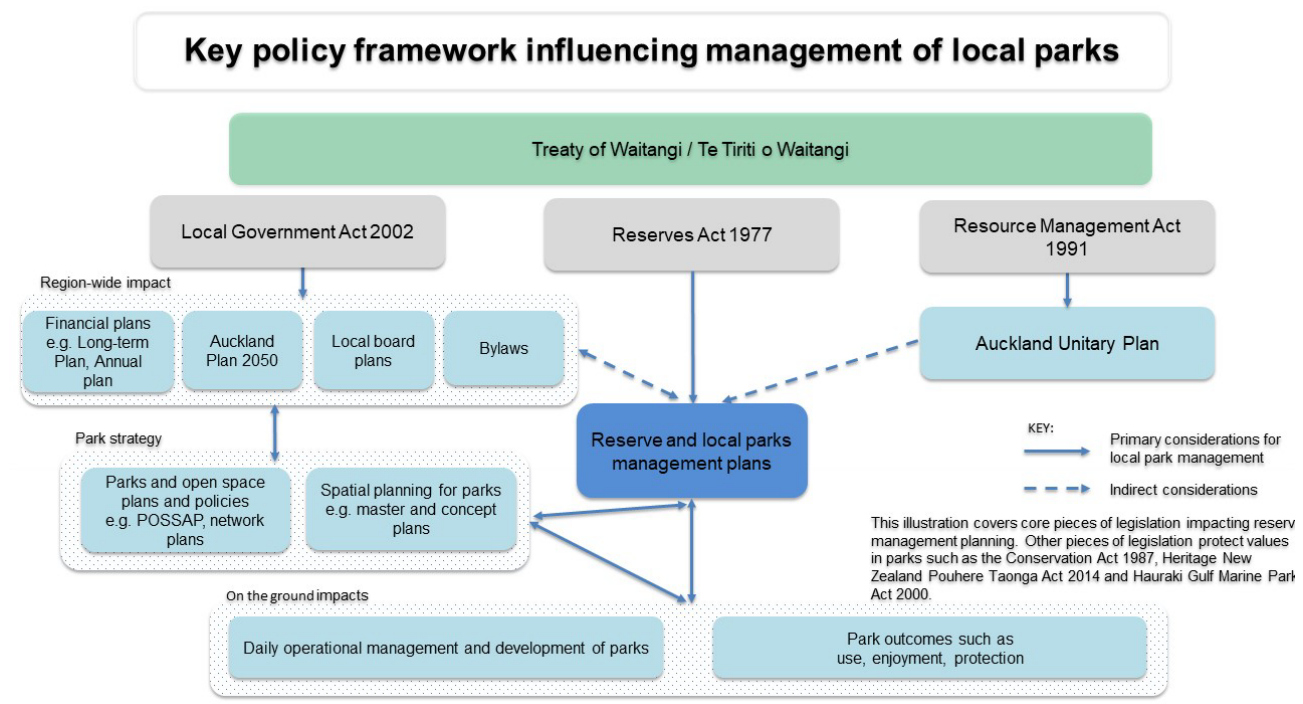 Key policy framework influencing management of local parks
Treaty of Waitangi / Te Tiriti o Waitangi
Local Government Act 2002
Reserves Act 1977
Resource Management Act
1991
Region-wide impact
Financial plans
e.g. Long-term
Plan, Annual
plan
Auckland
Plan 2050
Local board
plans
Bylaws
Auckland Unitary Plan
Park strategy
Parks and open space
plans and policies
e.g. POSSAP, network
plans
Spatial planning for parks
e.g. master and concept
plans
Reserve and local parks
management plans
KEY:
Primary considerations for
local park management
Indirect considerations
This illustration covers core pieces of legislation impacting reserv
management planning. Other pieces of legislation protect values
in parks such as the Conservation Act 1987, Heritage New
Zealand Pouhere Taonga Act 2014 and Hauraki Gulf Marine Park
Act 2000.
On the ground impacts
Daily operational management and development of parks
Park outcomes such as
use, enjoyment, protection